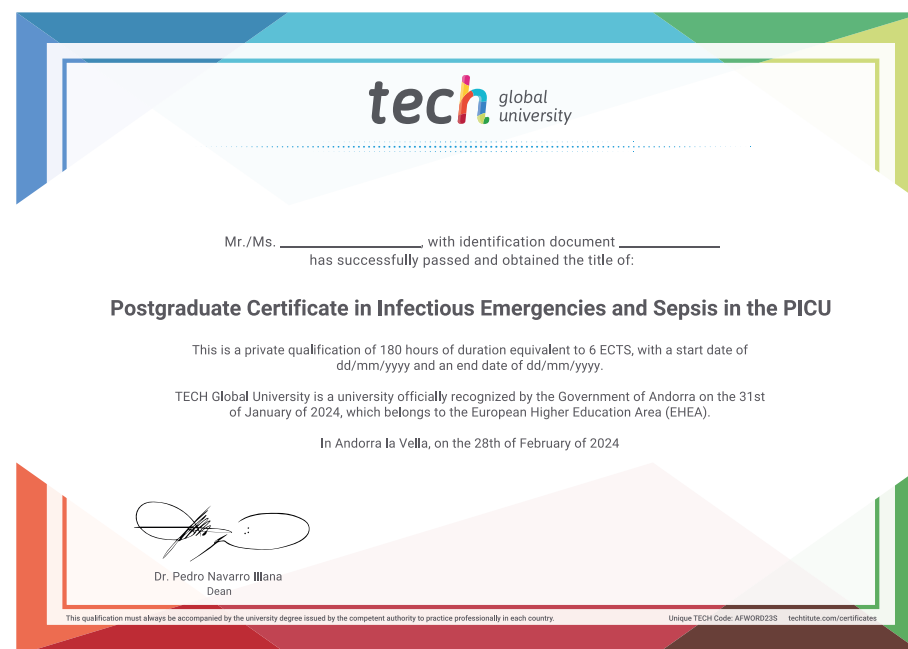 tech global university
Mr./Ms. ______________, with identification document __________
has successfully passed and obtained the title of:
Postgraduate Certificate in Infectious Emergencies and Sepsis in the PICU
This is a private qualification of 180 hours of duration equivalent to 6 ECTS, with a start date of
dd/mm/yyyy and an end date of dd/mm/yyyy.
TECH Global University is a university officially recognized by the Government of Andorra on the 31st
of January of 2024, which belongs to the European Higher Education Area (EHEA).
In Andorra la Vella, on the 28th of February of 2024
Dr. Pedro Navarro Illana
Dean
This qualification must always be accompanied by the university degree issued by the competent authority to practice professionally in each country. Unique TECH Code: AFWORD23S techtitute.com/certificates